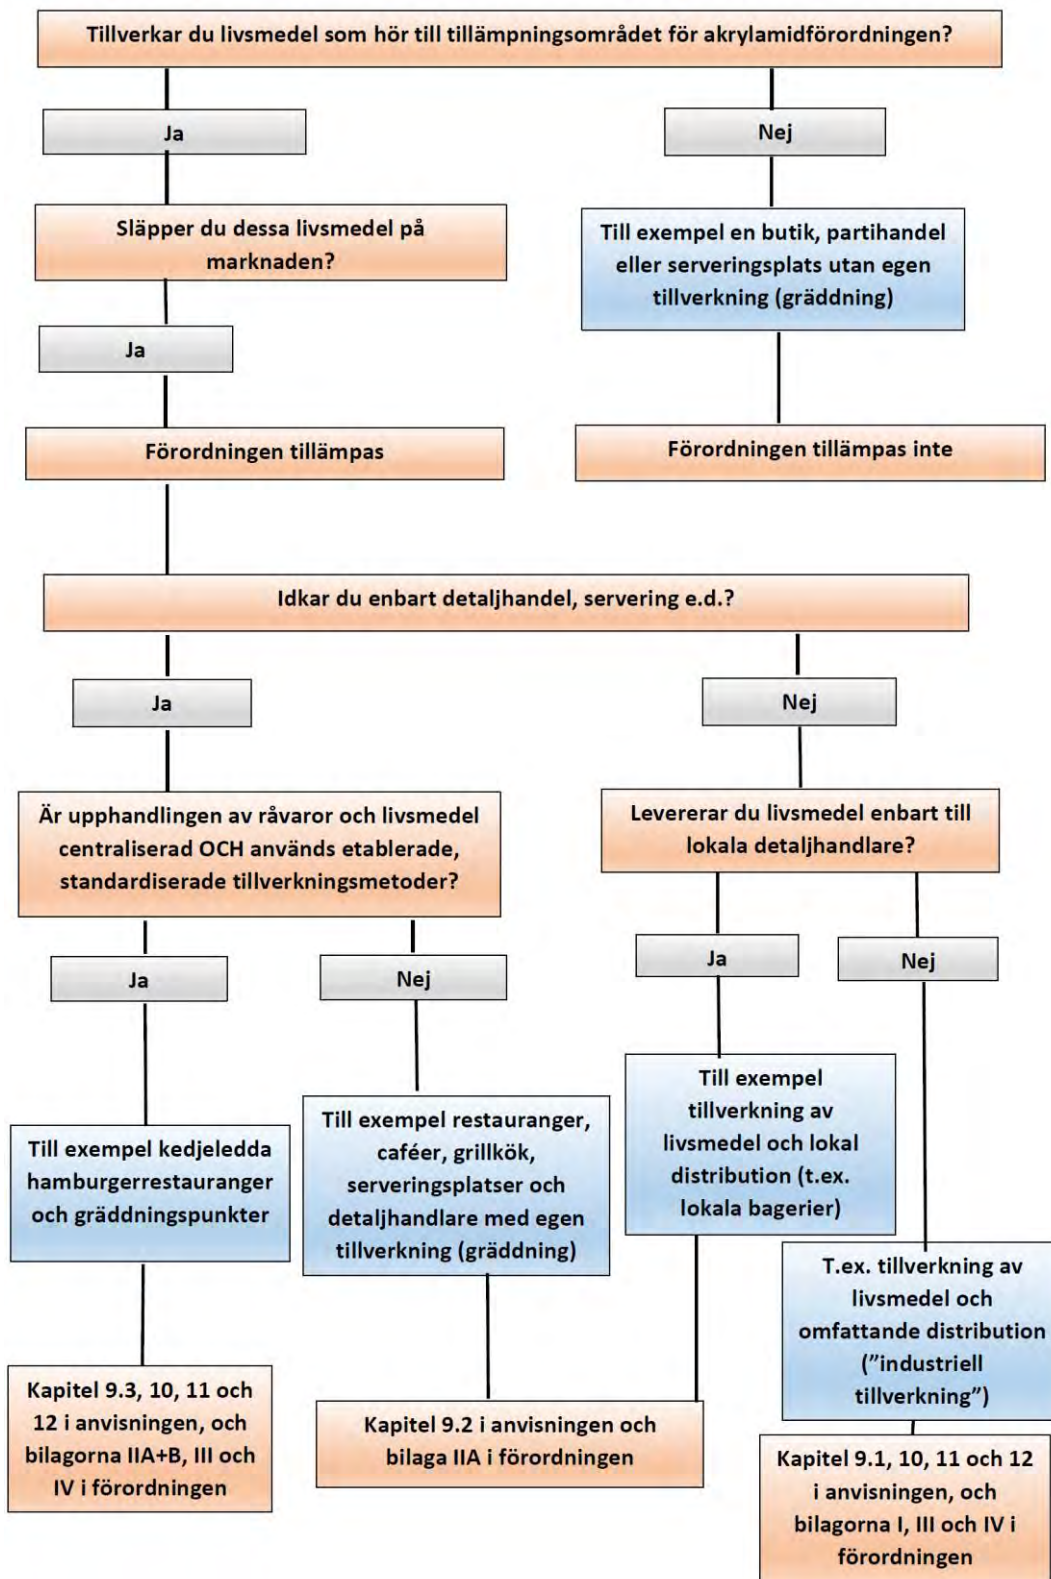 Tillverkar du livsmedel som hör till tillämpningsområdet för akrylamidförordningen?
Ja
Nej
Släpper du dessa livsmedel på
marknaden?
Till exempel en butik, partihandel
eller serveringsplats utan egen
tillverkning (gräddning)
Ja
Förordningen tillämpas
Förordningen tillämpas inte
Idkar du enbart detaljhandel, servering e.d.?
Ja
Nej
Är upphandlingen av råvaror och livsmedel
centraliserad OCH används etablerade,
standardiserade tillverkningsmetoder?
Levererar du livsmedel enbart till
lokala detaljhandlare?
Ja
Nej
Ja
Nej
Till exempel kedjeledda
hamburgerrestauranger
och gräddningspunkter
Till exempel restauranger,
caféer, grillkök,
serveringsplatser och
detaljhandlare med egen
tillverkning (gräddning)
Till exempel
tillverkning av
livsmedel och lokal
distribution (t.ex.
lokala bagerier)
T.ex. tillverkning av
livsmedel och
omfattande distribution
(”industriell
tillverkning”)
Kapitel 9.3, 10, 11 och
12 i anvisningen, och
bilagorna IIA+B, III och
IV i förordningen
Kapitel 9.2 i anvisningen och
bilaga IIA i förordningen
Kapitel 9.1, 10, 11 och 12
i anvisningen, och
bilagorna I, III och IV i
förordningen